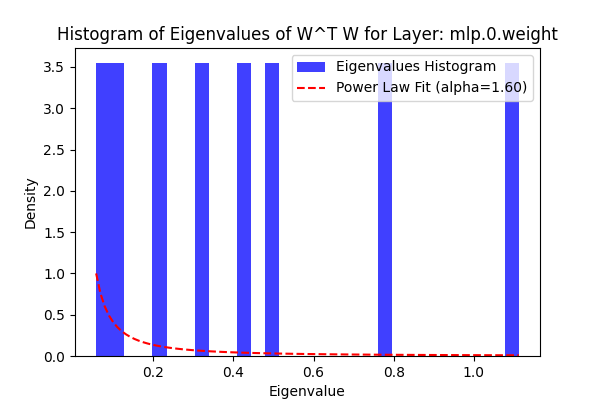 Histogram of Eigenvalues of W^T W for Layer: mlp.0.weight
Eigenvalues Histogram
Power Law Fit (alpha=1.60)
3.5
3.0
2.5
2.0
1.5
1.0
0.5
0.0
Density
0.2 0.4 0.6 0.8 1.0
Eigenvalue